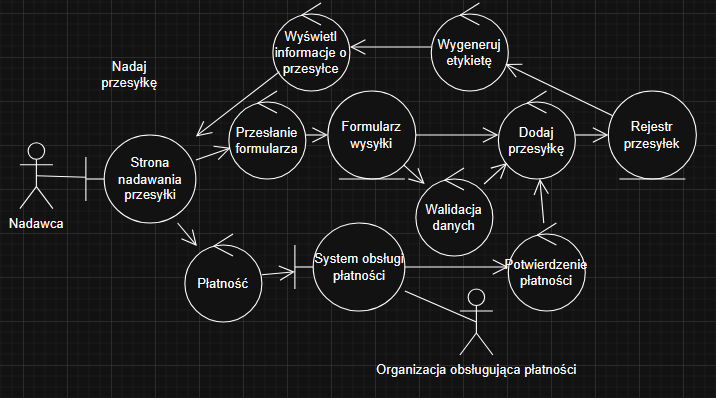 Wyświetl
informacje o
przesyłce
Wygeneruj
etykietę
Nadaj
przesyłkę
Przesłanie
formularza
Formularz
wysyłki
Dodaj
przesyłkę
Rejestr
przesyłek
Strona
nadawania
przesyłki
Nadawca
Walidacja
danych
Płatność
System obsługi
płatności
Potwierdzenie
płatności
Organizacja obsługująca płatności